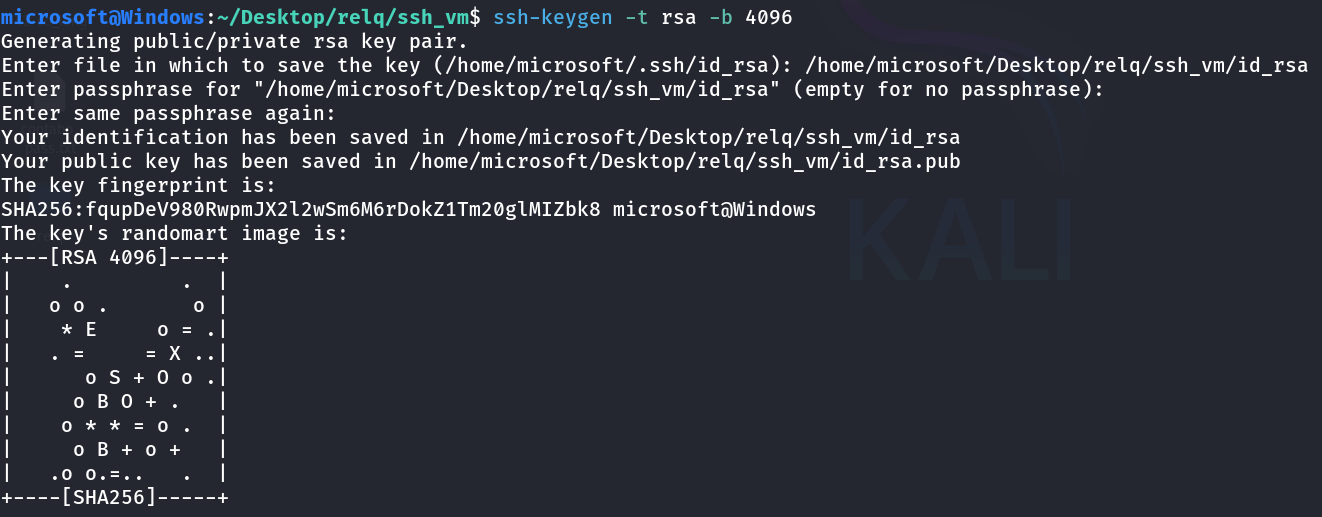 microsoft@Windows:~/Desktop/relq/ssh_vm$ ssh-keygen -t rsa -b 4096
Generating public/private rsa key pair.
Enter file in which to save the key (/home/microsoft/.ssh/id_rsa): /home/microsoft/Desktop/relq/ssh_vm/id_rsa
Enter passphrase for "/home/microsoft/Desktop/relq/ssh_vm/id_rsa" (empty for no passphrase):
Enter same passphrase again:
Your identification has been saved in /home/microsoft/Desktop/relq/ssh_vm/id_rsa
Your public key has been saved in /home/microsoft/Desktop/relq/ssh_vm/id_rsa.pub
The key fingerprint is:
SHA256:fqupDeV980RwpmJX2l2wSm6M6rDokZ1Tm20glMIZbk8 microsoft@Windows
The key's randomart image is:
+---[RSA 4096]----+
|    .         .  |
|   o o .       o |
|    * E     o = .|
|   . =     = X ..|
|      o S + O o .|
|     o B O + .   |
|    o * * = o .  |
|     o B + o +   |
|   .o o.=..   .  |
+----[SHA256]-----+
KALI